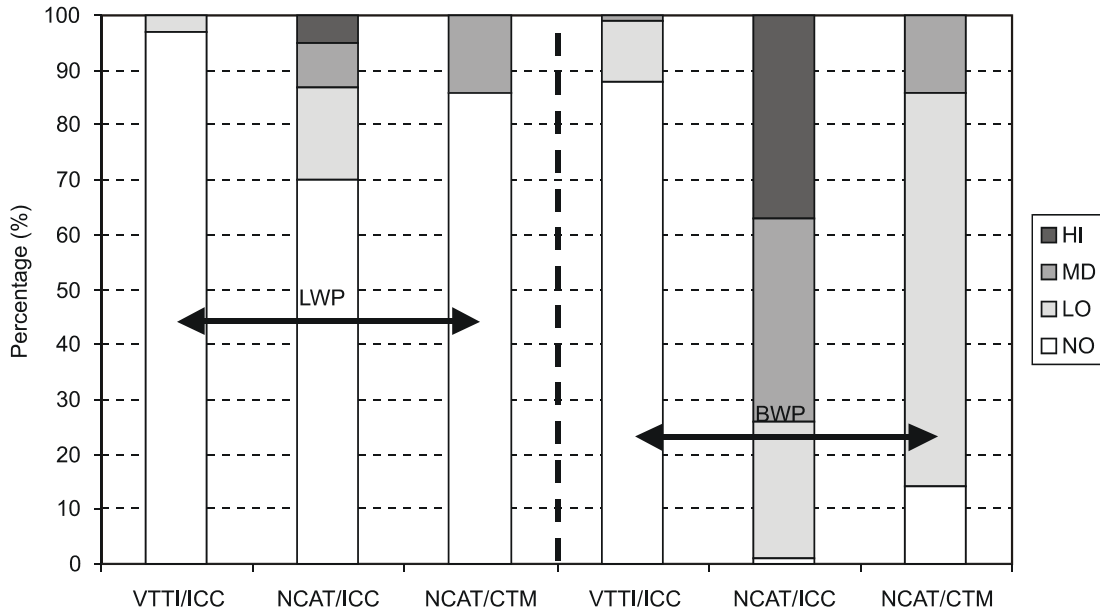 100
90
80
70
60
50
40
30
20
10
0
Percentage (%)
LWP
BWP
VTTI/ICC NCAT/ICC NCAT/CTM VTTI/ICC NCAT/ICC NCAT/CTM
HI
MD
LO
NO